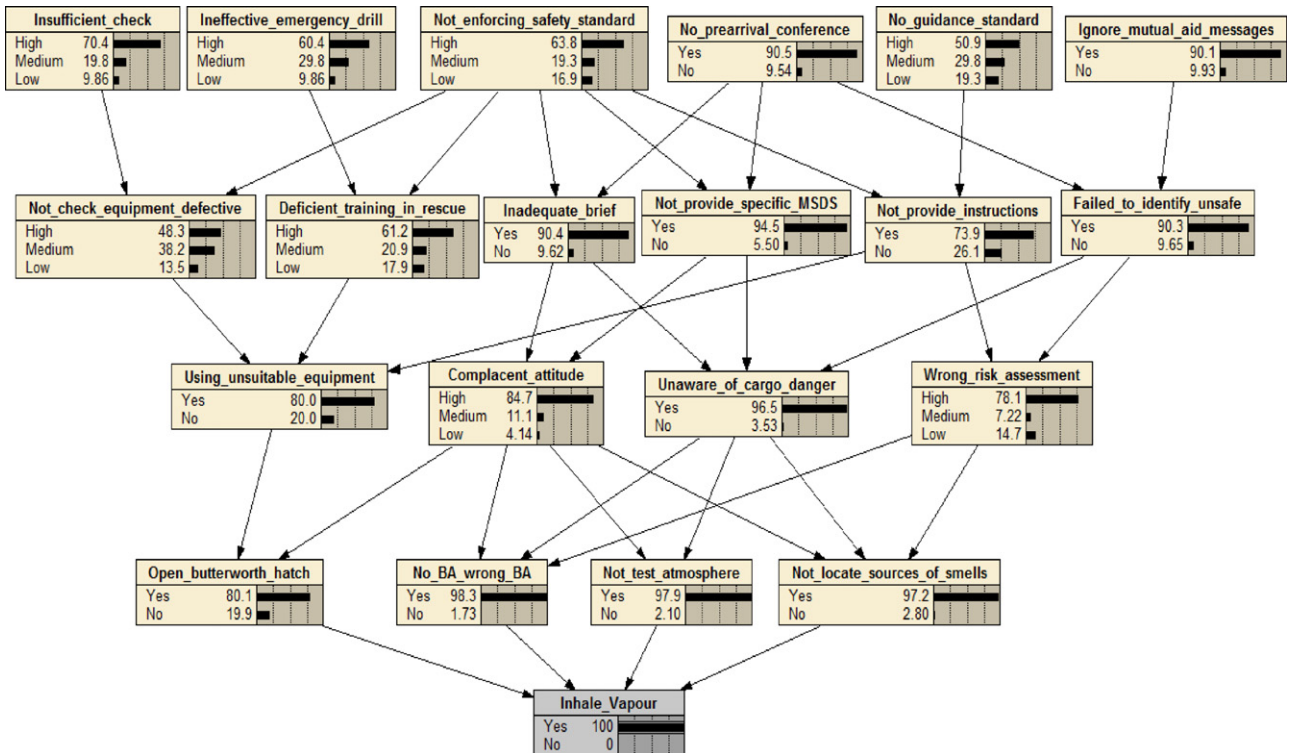 Insufficient_check
High 70.4
Medium 19.8
Low 9.86
Ineffective_emergency_drill
High 60.4
Medium 29.8
Low 9.86
Not_enforcing_safety_standard
High 63.8
Medium 19.3
Low 16.9
No_prearrival_conference
Yes 90.5
No 9.54
No_guidance_standard
High 50.9
Medium 29.8
Low 19.3
Ignore_mutual_aid_messages
Yes 90.1
No 9.93
Not_check_equipment_defective
High 48.3
Medium 38.2
Low 13.5
Deficient_training_in_rescue
High 61.2
Medium 20.9
Low 17.9
Inadequate_brief
Yes 90.4
No 9.62
Not_provide_specific_MSDS
Yes 94.5
No 5.50
Not_provide_instructions
Yes 73.9
No 26.1
Failed_to_identify_unsafe
Yes 90.3
No 9.65
Using_unsuitable_equipment
Yes 80.0
No 20.0
Complacent_attitude
High 84.7
Medium 11.1
Low 4.14
Unaware_of_cargo_danger
Yes 96.5
No 3.53
Wrong_risk_assessment
High 78.1
Medium 7.22
Low 14.7
Open_butterworth_hatch
Yes 80.1
No 19.9
No_BA_wrong_BA
Yes 98.3
No 1.73
Not_test_atmosphere
Yes 97.9
No 2.10
Not_locate_sources_of_smells
Yes 97.2
No 2.80
Inhale_Vapour
Yes 100
No 0